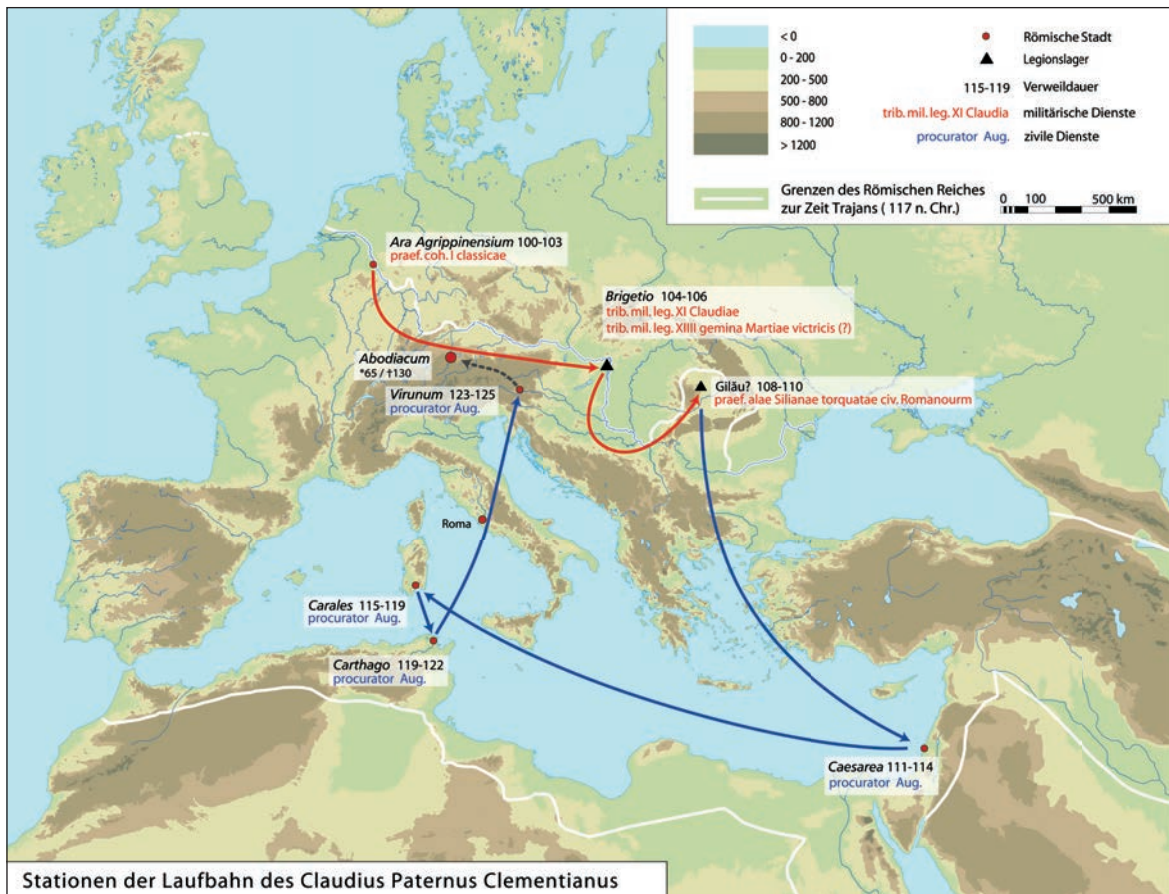 < 0
0 - 200
200 - 500
500 - 800
800 - 1200
> 1200
Römische Stadt
Legionslager
115-119 Verweildauer
trib.mil.leg. XI Claudia militärische Dienste
procurator Aug. zivile Dienste
Grenzen des Römischen Reiches
zur Zeit Trajans ( 117 n. Chr.)
0 100 500 km
Ara Agrippinensium 100-103
praef. coh. I classicae
Brigetio 104-106
trib. mil. leg. XI Claudiae
trib. mil. leg. XIIII gemina Martiae victricis (?)
Abodiacum
*65 / †130
Virunum 123-125
procurator Aug.
Gilău? 108-110
praef. alae Silianae torquatae civ. Romanourm
Roma
Carales 115-119
procurator Aug.
Carthago 119-122
procurator Aug.
Caesarea 111-114
procurator Aug.
Stationen der Laufbahn des Claudius Paternus Clementianus